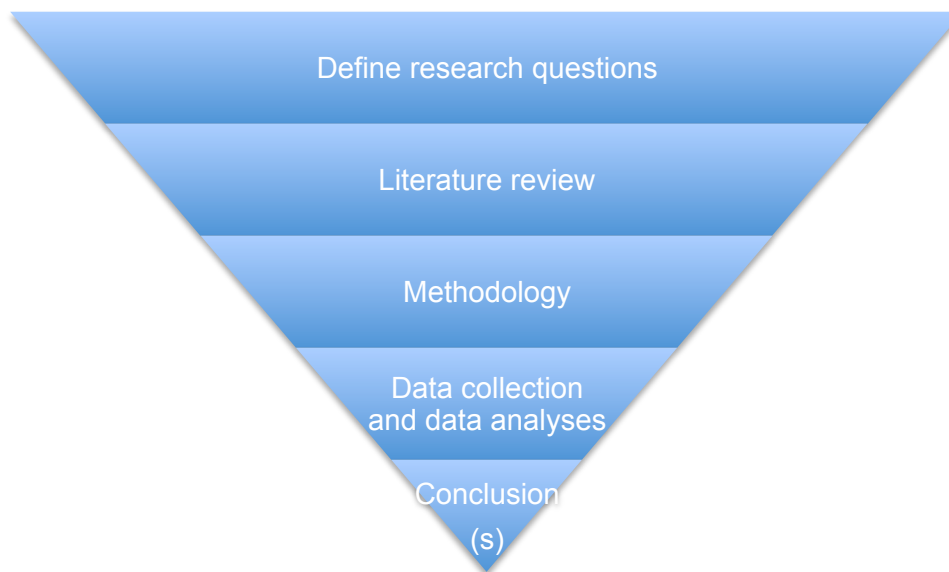 Define research questions
Literature review
Methodology
Data collection
and data analyses
Conclusion
(s)